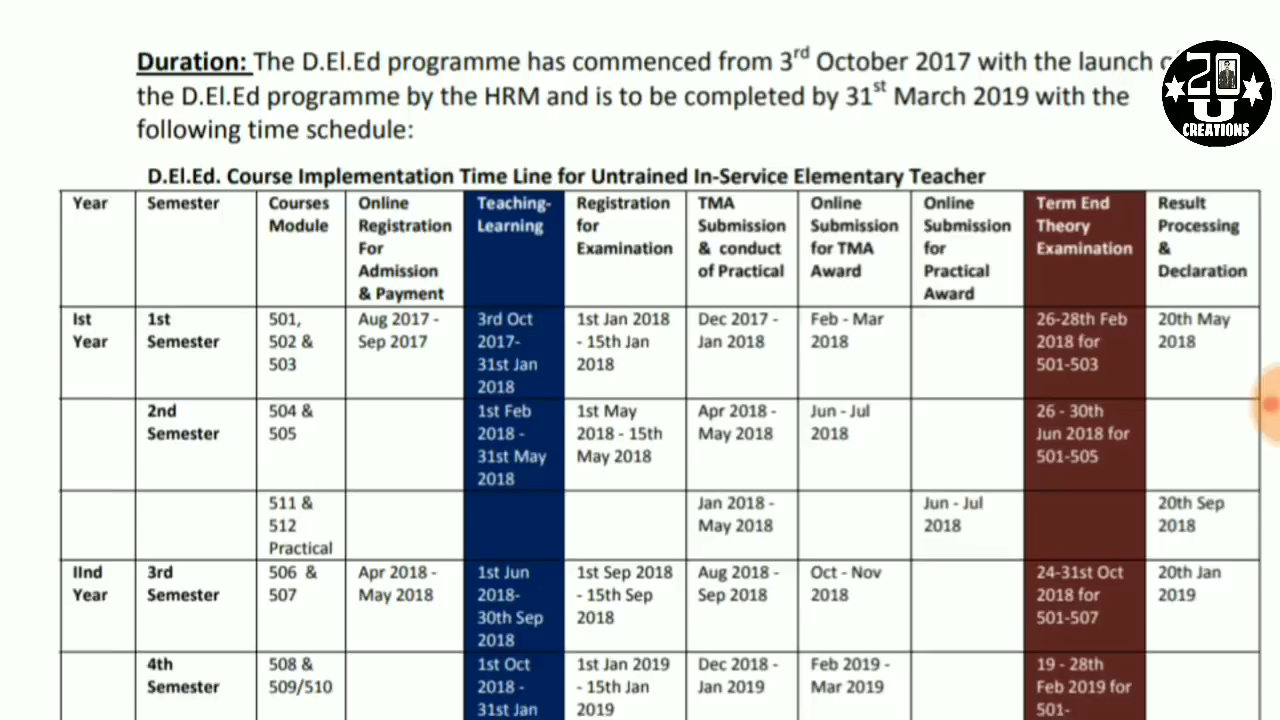 Duration: The D.El.Ed programme has commenced from 3rd October 2017 with the launch
the D.El.Ed programme by the HRM and is to be completed by 31st March 2019 with the
following time schedule:
20
U
CREATIONS
D.El.Ed. Course Implementation Time Line for Untrained In-Service Elementary Teacher
Year
Semester
Courses
Module
Online
Registration
For
Admission
& Payment
Teaching-
Learning
Registration
for
Examination
TMA
Submission
& conduct
of Practical
Online
Submission
for TMA
Award
Online
Submission
for
Practical
Award
Term End
Theory
Examination
Result
Processing
&
Declaration
Ist
Year
1st
Semester
501,
502 &
503
Aug 2017 -
Sep 2017
3rd Oct
2017-
31st Jan
2018
1st Jan 2018
- 15th Jan
2018
Dec 2017 -
Jan 2018
Feb - Mar
2018
26-28th Feb
2018 for
501-503
20th May
2018
2nd
Semester
504 &
505
1st Feb
2018 -
31st May
2018
1st May
2018 - 15th
May 2018
Apr 2018 -
May 2018
Jun - Jul
2018
26 - 30th
Jun 2018 for
501-505
511 &
512
Practical
Jan 2018 -
May 2018
Jun - Jul
2018
20th Sep
2018
IInd
Year
3rd
Semester
506 &
507
Apr 2018 -
May 2018
1st Jun
2018-
30th Sep
2018
1st Sep 2018
- 15th Sep
2018
Aug 2018 -
Sep 2018
Oct - Nov
2018
24-31st Oct
2018 for
501-507
20th Jan
2019
4th
Semester
508 &
509/510
1st Oct
2018 -
31st Jan
1st Jan 2019
- 15th Jan
2019
Dec 2018 -
Jan 2019
Feb 2019 -
Mar 2019
19 - 28th
Feb 2019 for
501-